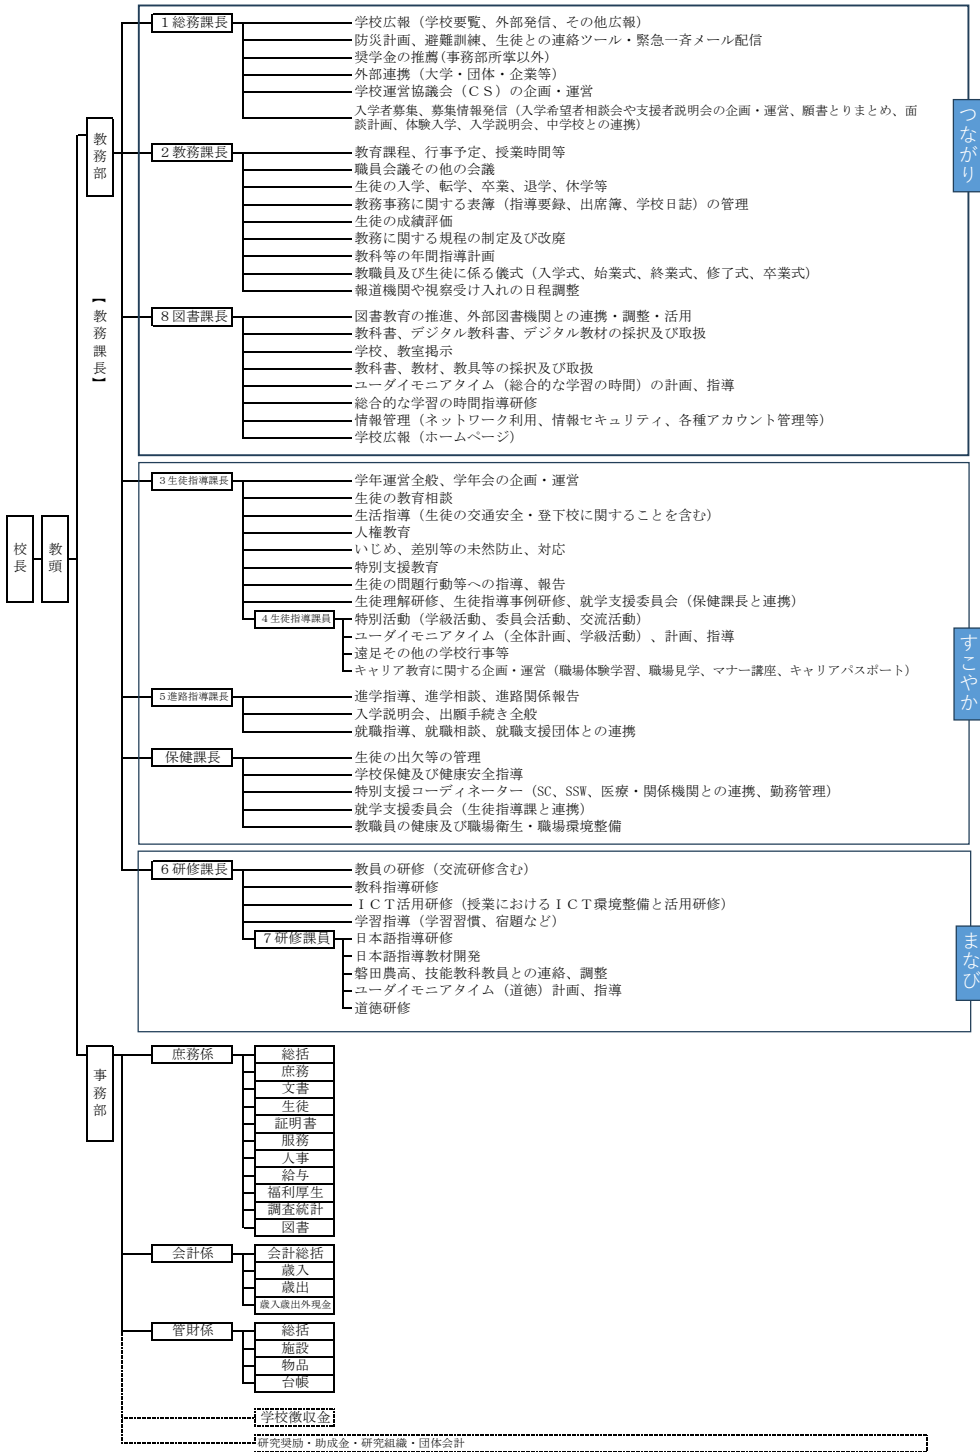 １総務課長
学校広報（学校要覧、外部発信、その他広報）
防災計画、避難訓練、生徒との連絡ツール・緊急一斉メール配信
奨学金の推薦(事務部所掌以外)
外部連携（大学・団体・企業等）
学校運営協議会（ＣＳ）の企画・運営
入学者募集、募集情報発信（入学希望者相談会や支援者説明会の企画・運営、願書とりまとめ、面
談計画、体験入学、入学説明会、中学校との連携）
つながり
教務部
２教務課長
教育課程、行事予定、授業時間等
職員会議その他の会議
生徒の入学、転学、卒業、退学、休学等
教務事務に関する表簿（指導要録、出席簿、学校日誌）の管理
生徒の成績評価
教務に関する規程の制定及び改廃
教科等の年間指導計画
教職員及び生徒に係る儀式（入学式、始業式、終業式、修了式、卒業式）
報道機関や視察受け入れの日程調整
【教務課長】
８図書課長
図書教育の推進、外部図書機関との連携・調整・活用
教科書、デジタル教科書、デジタル教材の採択及び取扱
学校、教室掲示
教科書、教材、教具等の採択及び取扱
ユーダイモニアタイム（総合的な学習の時間）の計画、指導
総合的な学習の時間指導研修
情報管理（ネットワーク利用、情報セキュリティ、各種アカウント管理等）
学校広報（ホームページ）
校長
教頭
３生徒指導課長
学年運営全般、学年会の企画・運営
生徒の教育相談
生活指導（生徒の交通安全・登下校に関することを含む）
人権教育
いじめ、差別等の未然防止、対応
特別支援教育
生徒の問題行動等への指導、報告
生徒理解研修、生徒指導事例研修、就学支援委員会（保健課長と連携）
４生徒指導課員
特別活動（学級活動、委員会活動、交流活動）
ユーダイモニアタイム（全体計画、学級活動）、計画、指導
遠足その他の学校行事等
キャリア教育に関する企画・運営（職場体験学習、職場見学、マナー講座、キャリアパスポート）
すこやか
５進路指導課長
進学指導、進学相談、進路関係報告
入学説明会、出願手続き全般
就職指導、就職相談、就職支援団体との連携
保健課長
生徒の出欠等の管理
学校保健及び健康安全指導
特別支援コーディネーター（SC、SSW、医療・関係機関との連携、勤務管理）
就学支援委員会（生徒指導課と連携）
教職員の健康及び職場衛生・職場環境整備
６研修課長
教員の研修（交流研修含む）
教科指導研修
ＩＣＴ活用研修（授業におけるＩＣＴ環境整備と活用研修）
学習指導（学習習慣、宿題など）
７研修課員
日本語指導研修
日本語指導教材開発
磐田農高、技能教科教員との連絡、調整
ユーダイモニアタイム（道徳）計画、指導
道徳研修
まなび
事務部
庶務係
総括
庶務
文書
生徒
証明書
服務
人事
給与
福利厚生
調査統計
図書
会計係
会計総括
歳入
歳出
歳入歳出外現金
管財係
総括
施設
物品
台帳
学校徴収金
研究奨励・助成金・研究組織・団体会計